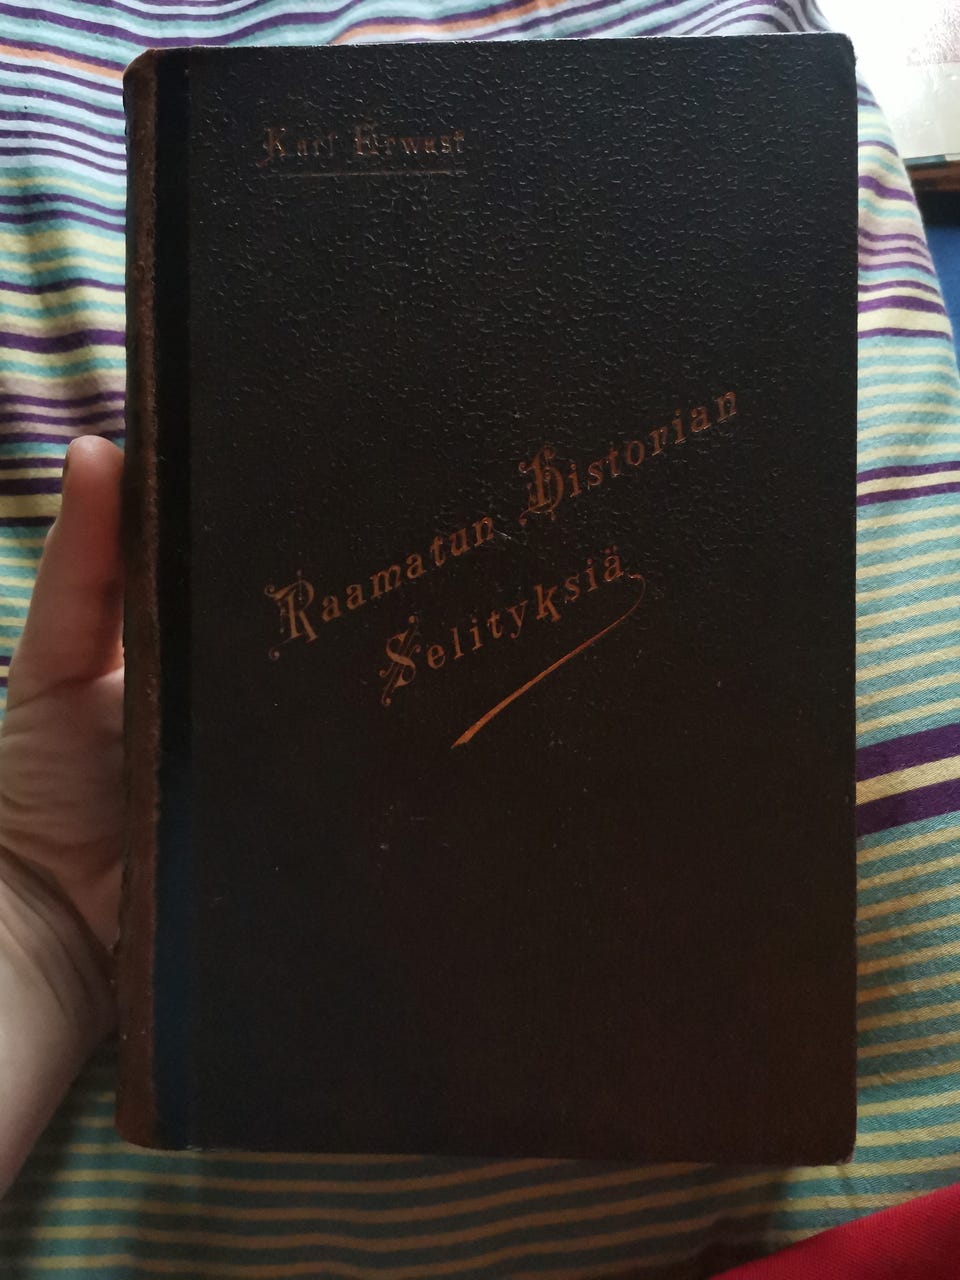 Karl Erwast
Raamatun Historian
Selityksiä